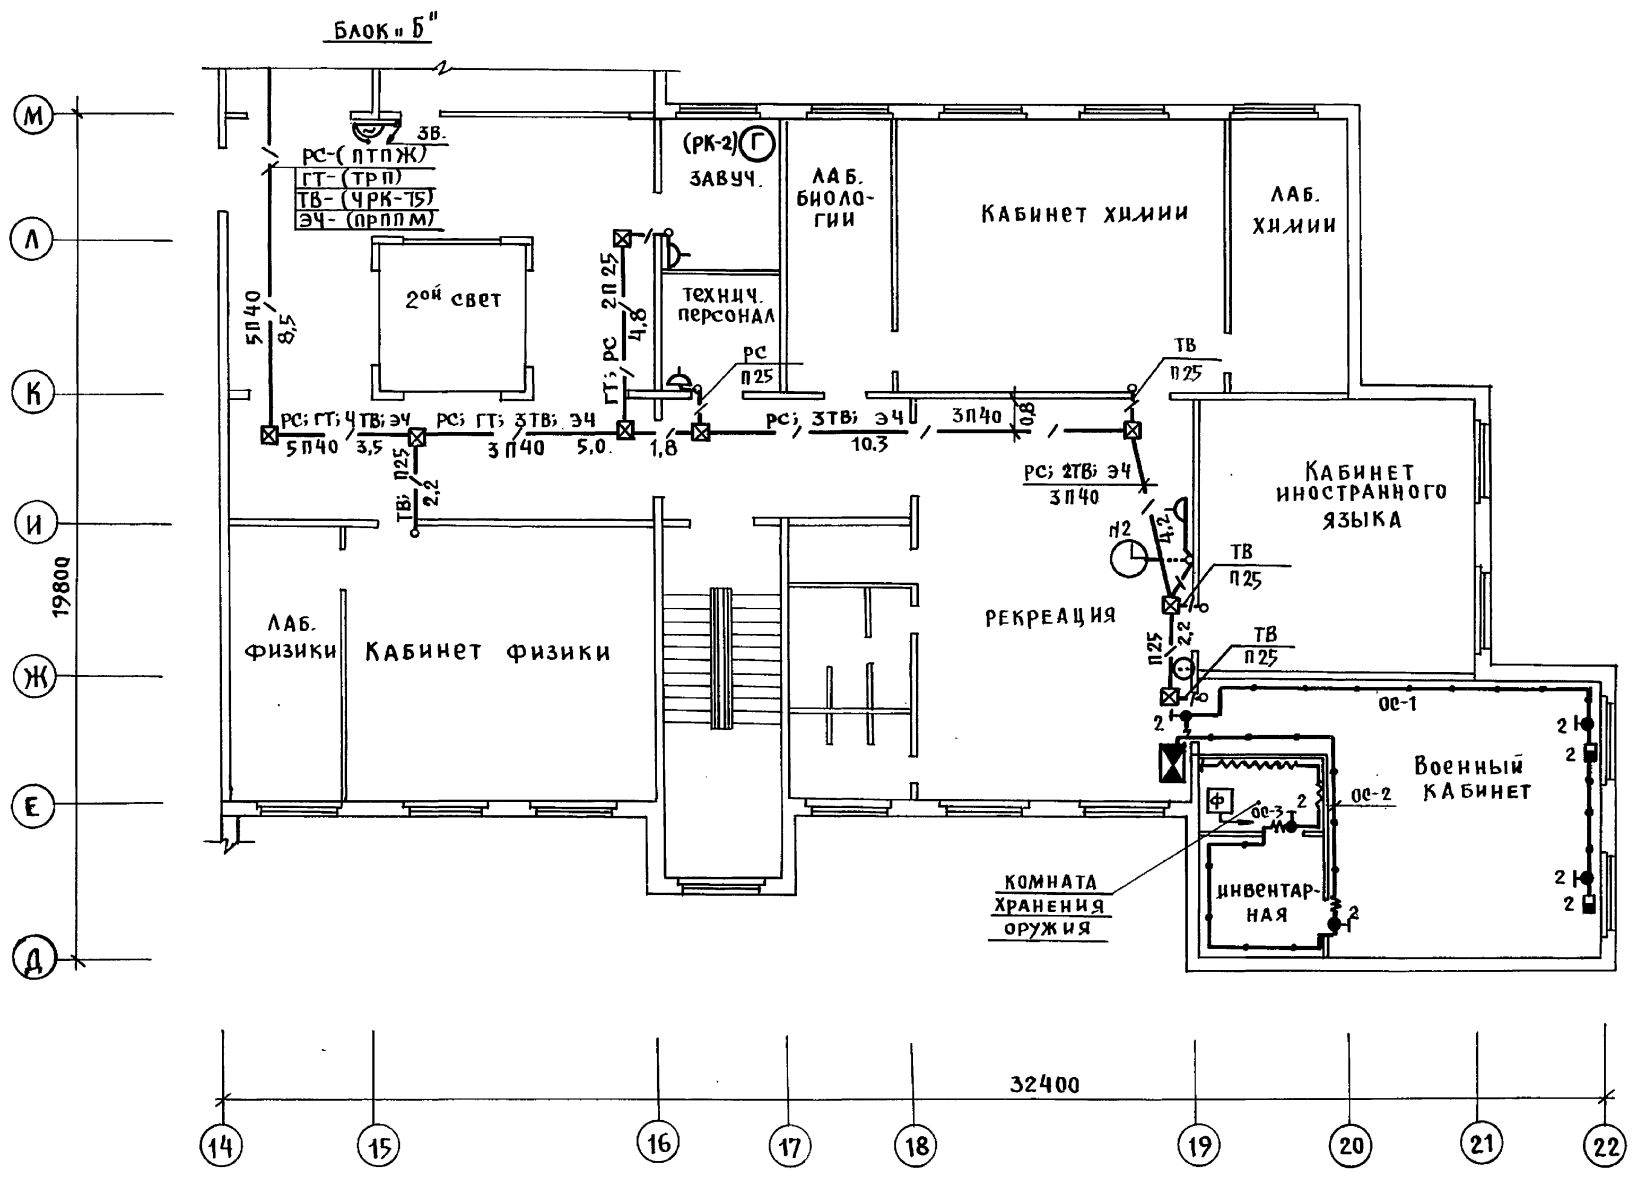 Блок „Б"
М
Л
К
И
Ж
Е
Д
19800
ЗВ.
РС-(ПТПЖ)
ГТ-(ТРП)
ТВ-(ЧРК-75)
ЭЧ-(ПРППМ)
(РК-2) Г
ЗАВУЧ.
ЛАБ.
БИОЛО-
ГИИ
КАБИНЕТ ХИМИИ
ЛАБ.
ХИМИИ
2ОЙ СВЕТ
5П40
8,5
ГТ; РС 2П25
4,8
ТЕХНИЧ.
ПЕРСОНАЛ
РС
П25
ТВ
П25
РС; ГТ; 4ТВ; ЭЧ
5П40 3,5
РС; ГТ; 3ТВ; ЭЧ
3П40 5,0
1,8
РС; 3ТВ; ЭЧ
10.3
3П40
0,8
ТВ; П25
2,2
РС; 2ТВ; ЭЧ
3П40
4,2
N2
КАБИНЕТ
ИНОСТРАННОГО
ЯЗЫКА
ТВ
П25
П25
2,2
ТВ
П25
ЛАБ.
ФИЗИКИ
КАБИНЕТ ФИЗИКИ
РЕКРЕАЦИЯ
2
ОС-1
2
2
ВОЕННЫЙ
КАБИНЕТ
ОС-2
Ф
ОС-3
2
2
2
2
КОМНАТА
ХРАНЕНИЯ
ОРУЖИЯ
ИНВЕНТАР-
НАЯ
32400
14
15
16
17
18
19
20
21
22